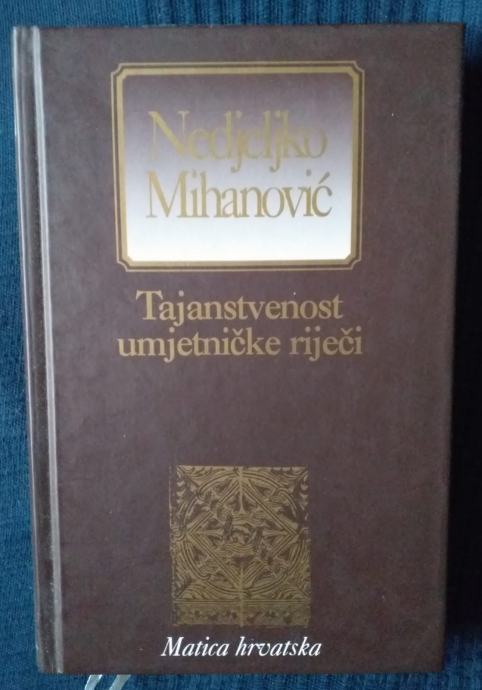 Nedjeljko
Mihanović
Tajanstvenost
umjetničke riječi
Matica hrvatska